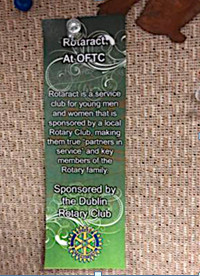 Rotaract:
At OFTC
Rotaract is a service
club for young men
and women that is
sponsored by a local
Rotary Club, making
them true "partners in
service" and key
members of the
Rotary family.
Sponsored by
the Dublin
Rotary Club